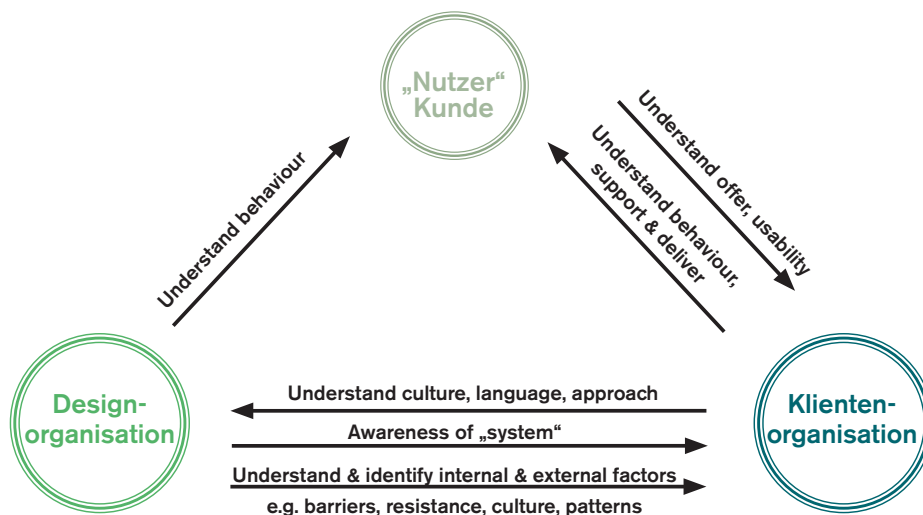 „Nutzer“
Kunde
Understand behaviour
Understand offer, usability
Understand behaviour,
support & deliver
Design-
organisation
Klienten-
organisation
Understand culture, language, approach
Awareness of „system“
Understand & identify internal & external factors
e.g. barriers, resistance, culture, patterns